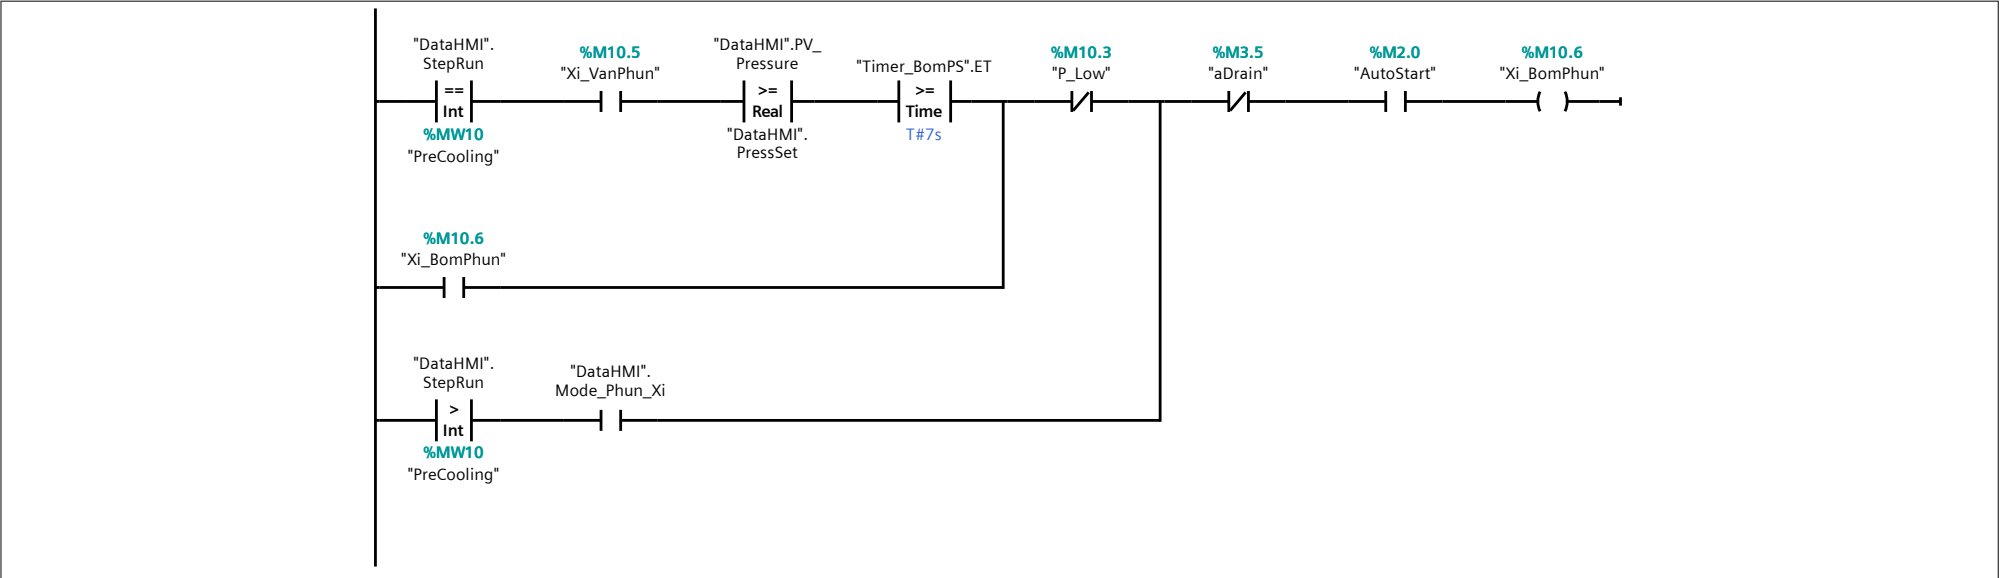 "DataHMI".
StepRun
==
Int
%MW10
"PreCooling"
%M10.5
"Xi_VanPhun"
"DataHMI".PV_
Pressure
>=
Real
"DataHMI".
PressSet
"Timer_BomPS".ET
>=
Time
T#7s
%M10.3
"P_Low"
%M3.5
"aDrain"
%M2.0
"AutoStart"
%M10.6
"Xi_BomPhun"
%M10.6
"Xi_BomPhun"
"DataHMI".
StepRun
>
Int
%MW10
"PreCooling"
"DataHMI".
Mode_Phun_Xi